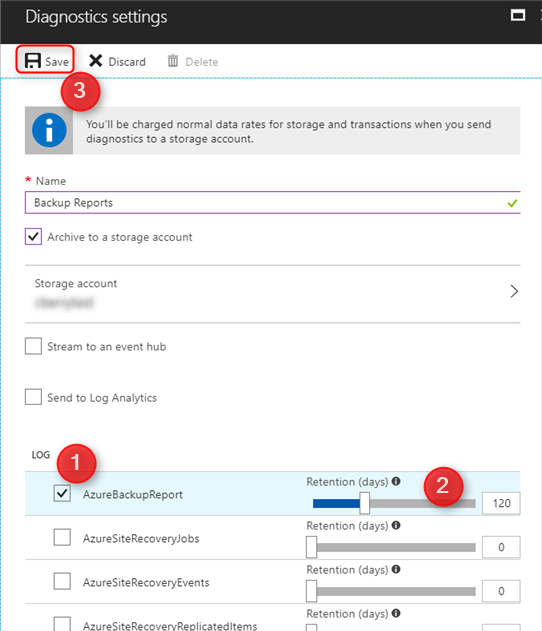 Diagnostics settings
Save Discard Delete
3
You'll be charged normal data rates for storage and transactions when you send
diagnostics to a storage account.
* Name
Backup Reports
Archive to a storage account
Storage account
Stream to an event hub
Send to Log Analytics
LOG
1
2
Retention (days)
AzureBackupReport
120
Retention (days)
AzureSiteRecoveryJobs
0
Retention (days)
AzureSiteRecoveryEvents
0
Retention (days)
AzureSiteRecoveryReplicatedItems